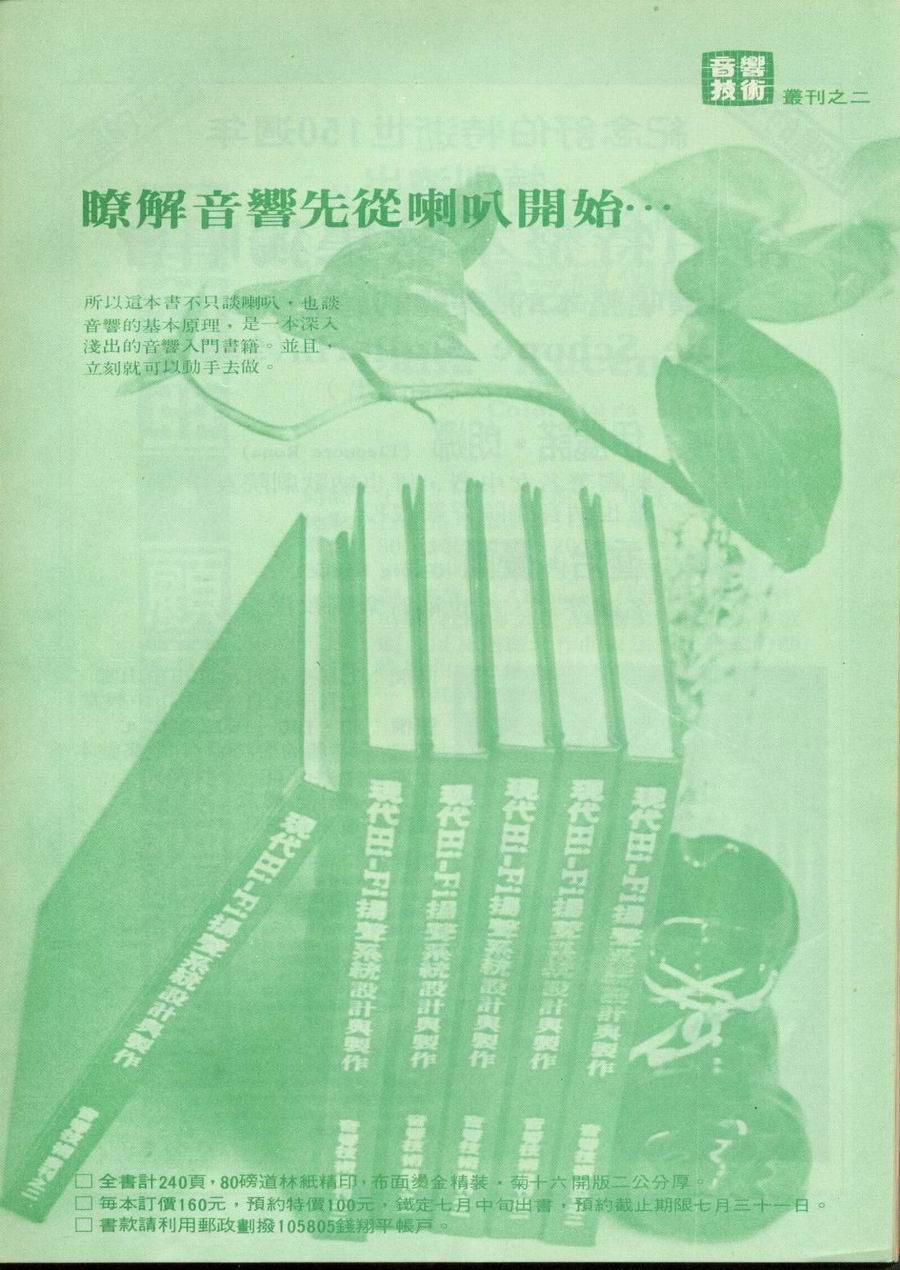 音響
技術 叢刊之二
瞭解音響先從喇叭開始…
所以這本書不只談喇叭，也談
音響的基本原理，是一本深入
淺出的音響入門書籍。並且，
立刻就可以動手去做。
現代Hi-Fi揚聲系統設計與製作
現代Hi-Fi揚聲系統設計與製作
現代Hi-Fi揚聲系統設計與製作
現代Hi-Fi揚聲系統設計與製作
現代Hi-Fi揚聲系統設計與製作
現代Hi-Fi揚聲系統設計與製作
□ 全書計240頁，80磅道林紙精印，布面燙金精裝。菊十六開版二公分厚。
□ 每本訂價160元，預約特價100元，鐵定七月中旬出書，預約截止期限七月三十一日。
□ 書款請利用郵政劃撥105805錢翔平帳戶。